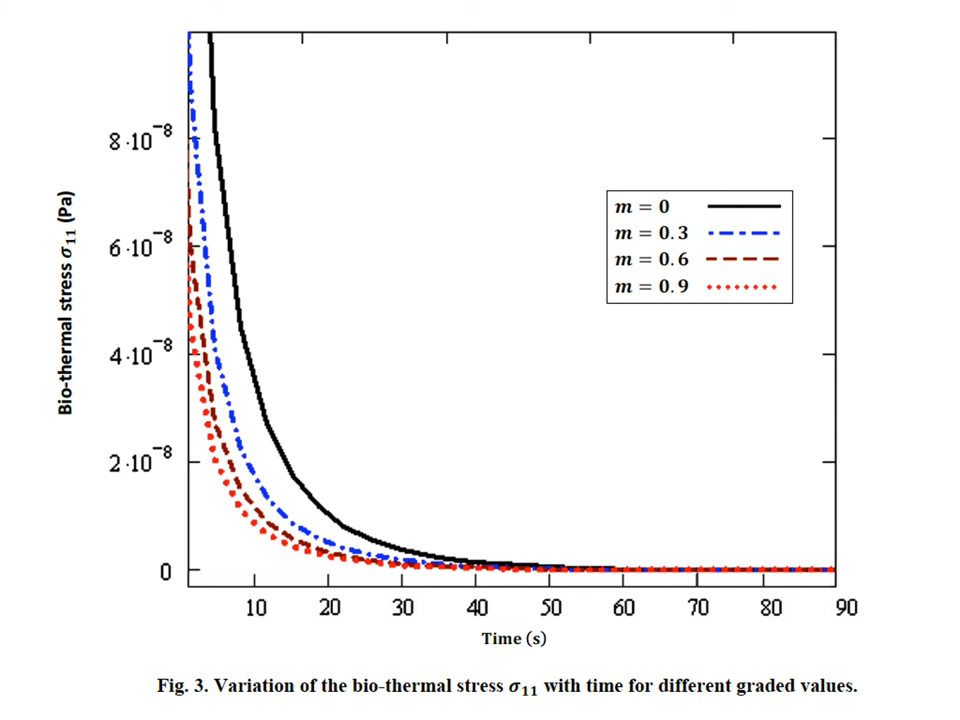 8·10⁻⁸
6·10⁻⁸
4·10⁻⁸
2·10⁻⁸
0
Bio-thermal stress σ₁₁ (Pa)
m = 0
m = 0.3
m = 0.6
m = 0.9
10 20 30 40 50 60 70 80 90
Time (s)
Fig. 3. Variation of the bio-thermal stress σ₁₁ with time for different graded values.